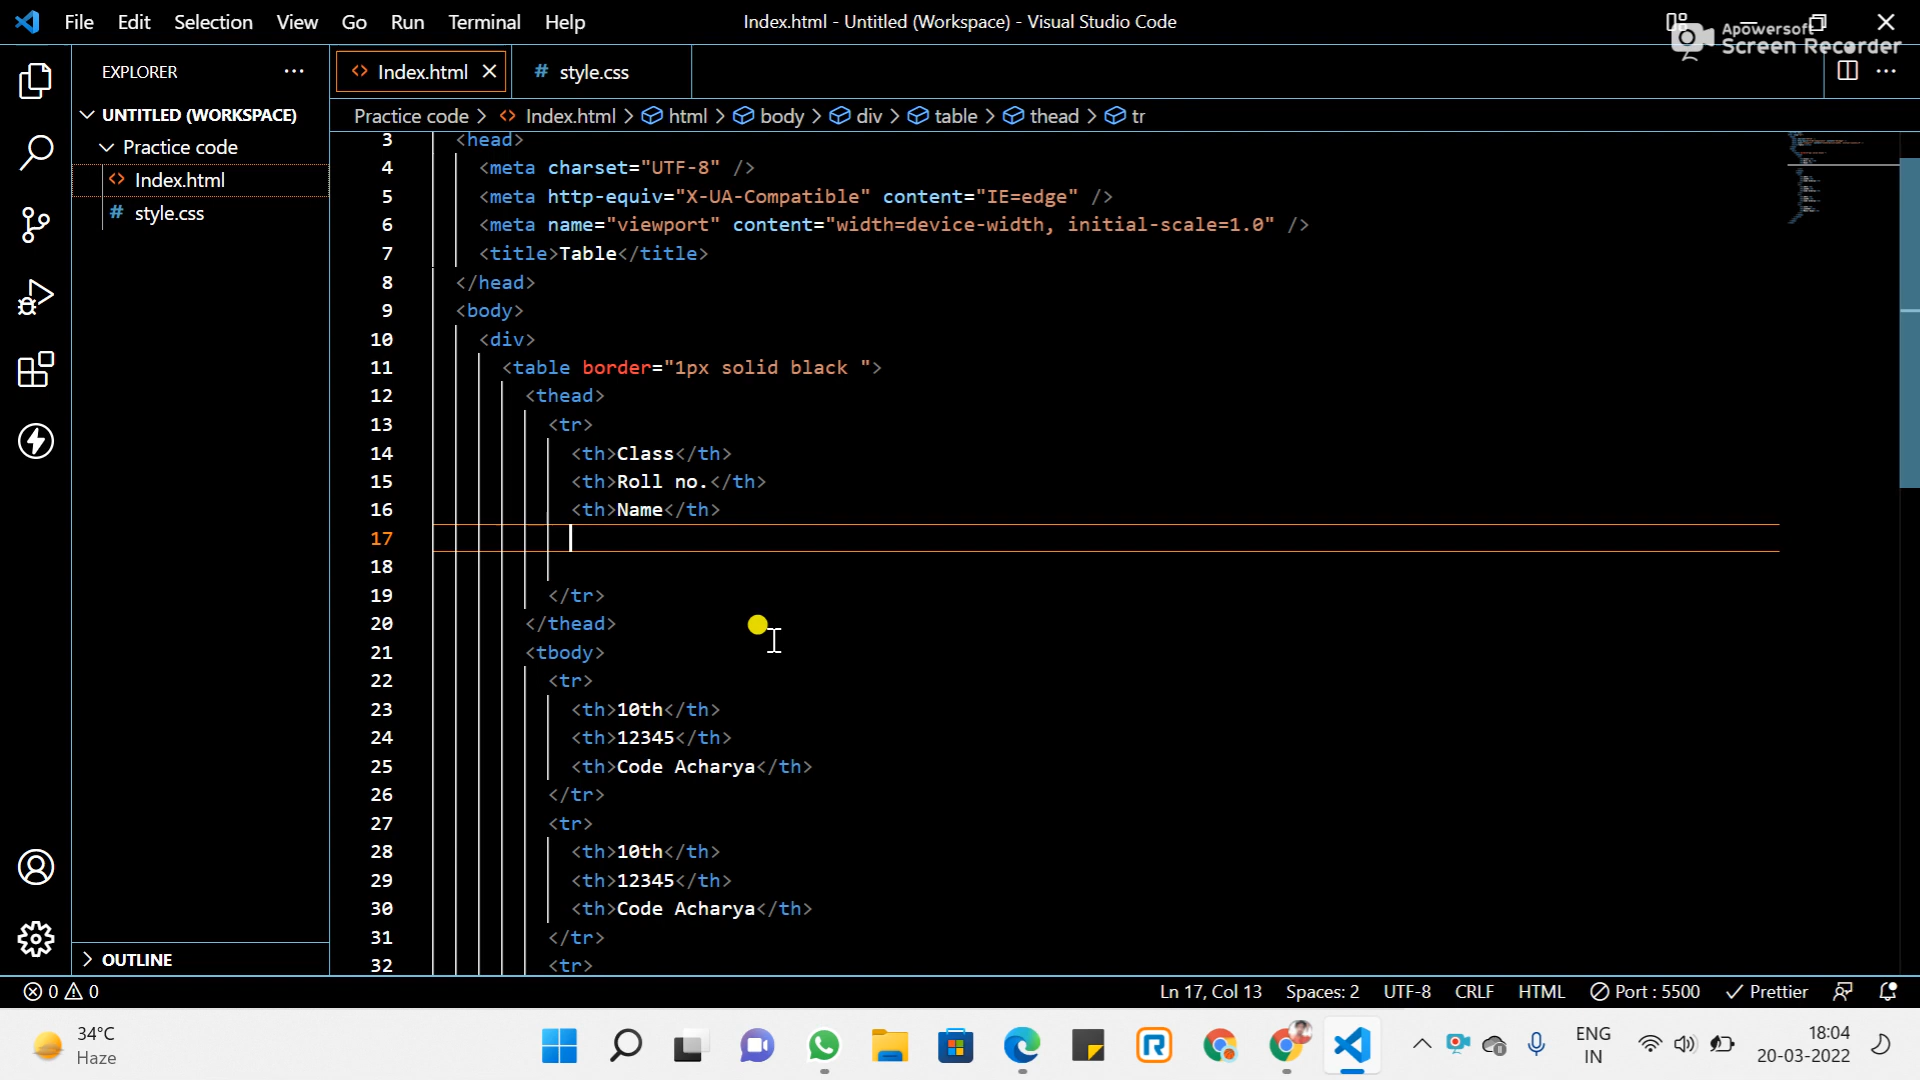 File Edit Selection View Go Run Terminal Help
Index.html - Untitled (Workspace) - Visual Studio Code
Apowersoft
Screen Recorder
EXPLORER
Index.html
# style.css
UNTITLED (WORKSPACE)
Practice code
Index.html
# style.css
Practice code > Index.html > html > body > div > table > thead > tr
3 <head>
4 <meta charset="UTF-8" />
5 <meta http-equiv="X-UA-Compatible" content="IE=edge" />
6 <meta name="viewport" content="width=device-width, initial-scale=1.0" />
7 <title>Table</title>
8 </head>
9 <body>
10 <div>
11 <table border="1px solid black ">
12 <thead>
13 <tr>
14 <th>Class</th>
15 <th>Roll no.</th>
16 <th>Name</th>
17
18
19 </tr>
20 </thead>
21 <tbody>
22 <tr>
23 <th>10th</th>
24 <th>12345</th>
25 <th>Code Acharya</th>
26 </tr>
27 <tr>
28 <th>10th</th>
29 <th>12345</th>
30 <th>Code Acharya</th>
31 </tr>
32 <tr>
OUTLINE
0 0
Ln 17, Col 13 Spaces: 2 UTF-8 CRLF HTML Port : 5500 Prettier
34°C
Haze
ENG
IN
18:04
20-03-2022